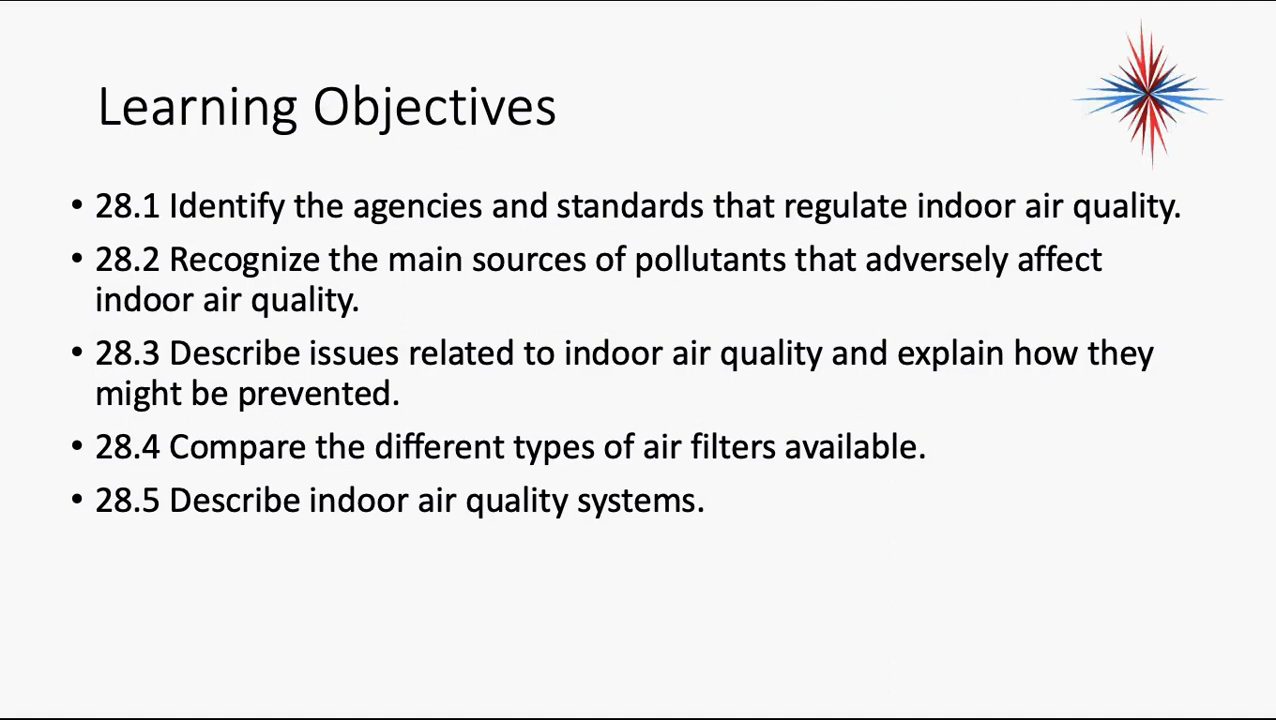 Learning Objectives
• 28.1 Identify the agencies and standards that regulate indoor air quality.
• 28.2 Recognize the main sources of pollutants that adversely affect
indoor air quality.
• 28.3 Describe issues related to indoor air quality and explain how they
might be prevented.
• 28.4 Compare the different types of air filters available.
• 28.5 Describe indoor air quality systems.